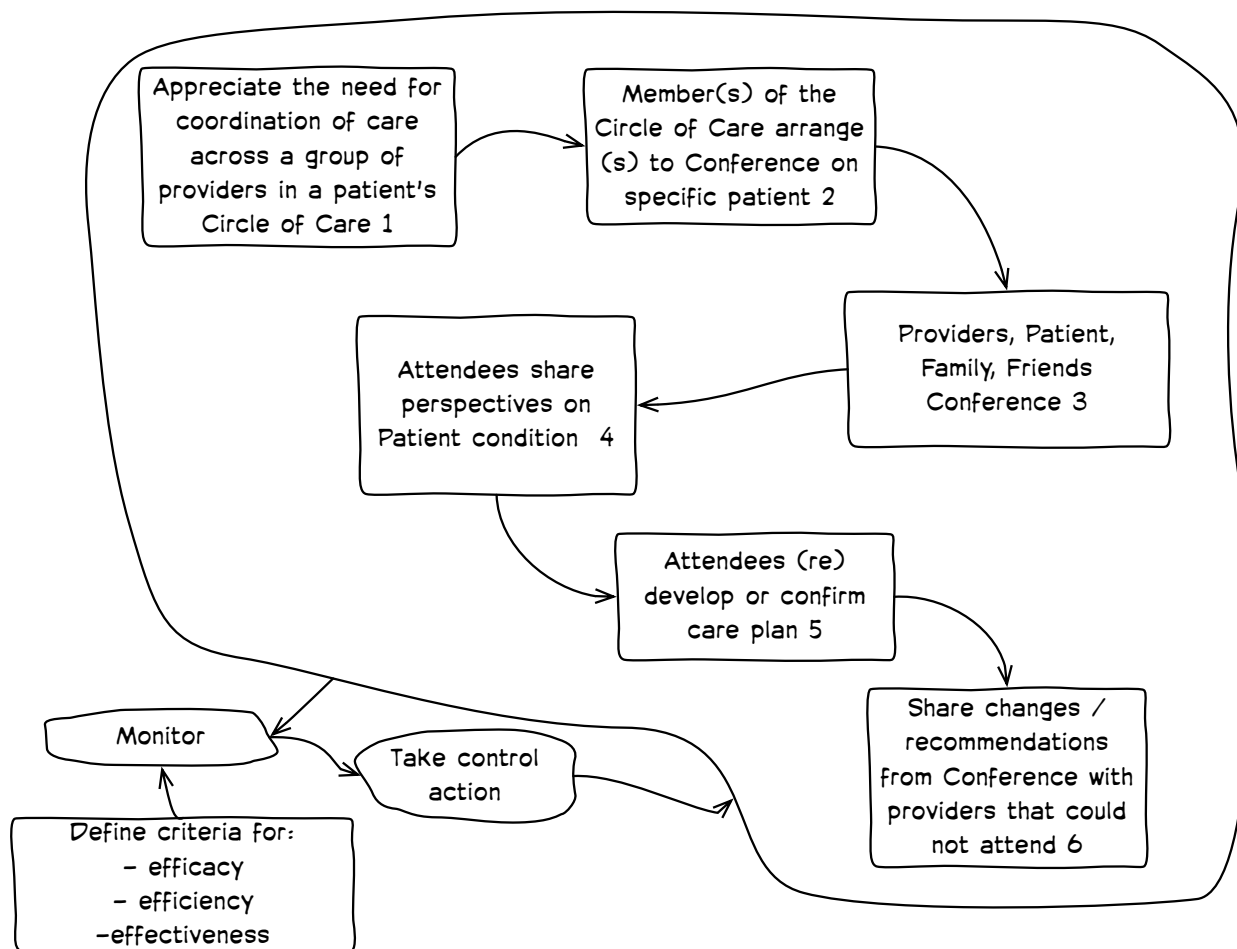 Appreciate the need for
coordination of care
across a group of
providers in a patient's
Circle of Care 1
Member(s) of the
Circle of Care arrange
(s) to Conference on
specific patient 2
Providers, Patient,
Family, Friends
Conference 3
Attendees share
perspectives on
Patient condition 4
Attendees (re)
develop or confirm
care plan 5
Share changes /
recommendations
from Conference with
providers that could
not attend 6
Monitor
Take control
action
Define criteria for:
- efficacy
- efficiency
-effectiveness